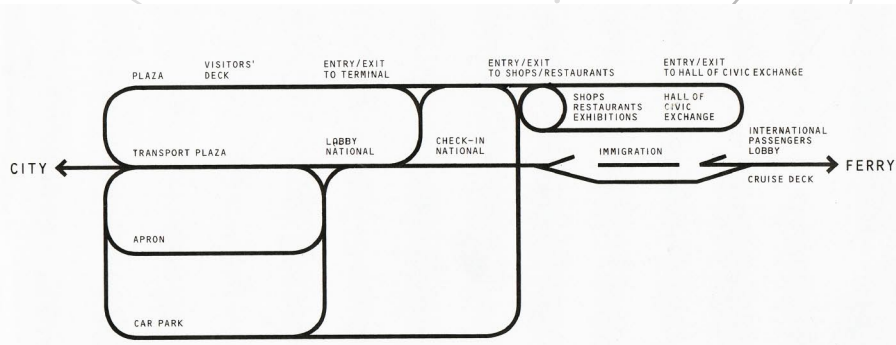 PLAZA
VISITORS'
DECK
ENTRY/EXIT
TO TERMINAL
ENTRY/EXIT
TO SHOPS/RESTAURANTS
ENTRY/EXIT
TO HALL OF CIVIC EXCHANGE
SHOPS
RESTAURANTS
EXHIBITIONS
HALL OF
CIVIC
EXCHANGE
CITY
TRANSPORT PLAZA
LOBBY
NATIONAL
CHECK-IN
NATIONAL
IMMIGRATION
INTERNATIONAL
PASSENGERS
LOBBY
FERRY
CRUISE DECK
APRON
CAR PARK